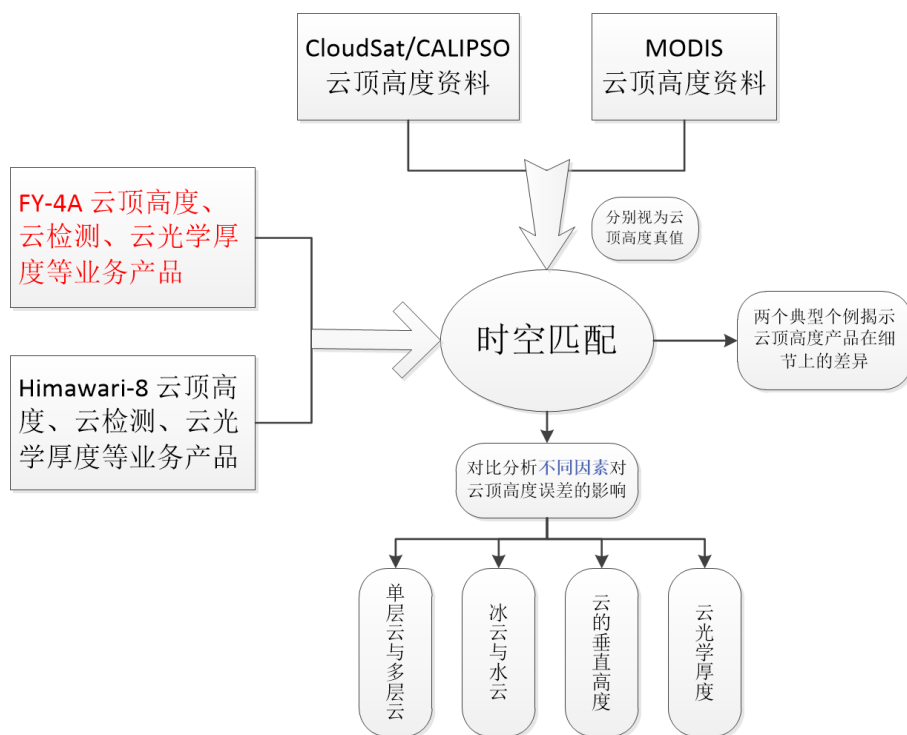 CloudSat/CALIPSO
云顶高度资料
MODIS
云顶高度资料
FY-4A 云顶高度、
云检测、云光学厚
度等业务产品
分别视为云
顶高度真值
时空匹配
两个典型个例揭示
云顶高度产品在细
节上的差异
Himawari-8 云顶高
度、云检测、云光
学厚度等业务产品
对比分析不同因素对
云顶高度误差的影响
单层云与多层云
冰云与水云
云的垂直高度
云光学厚度